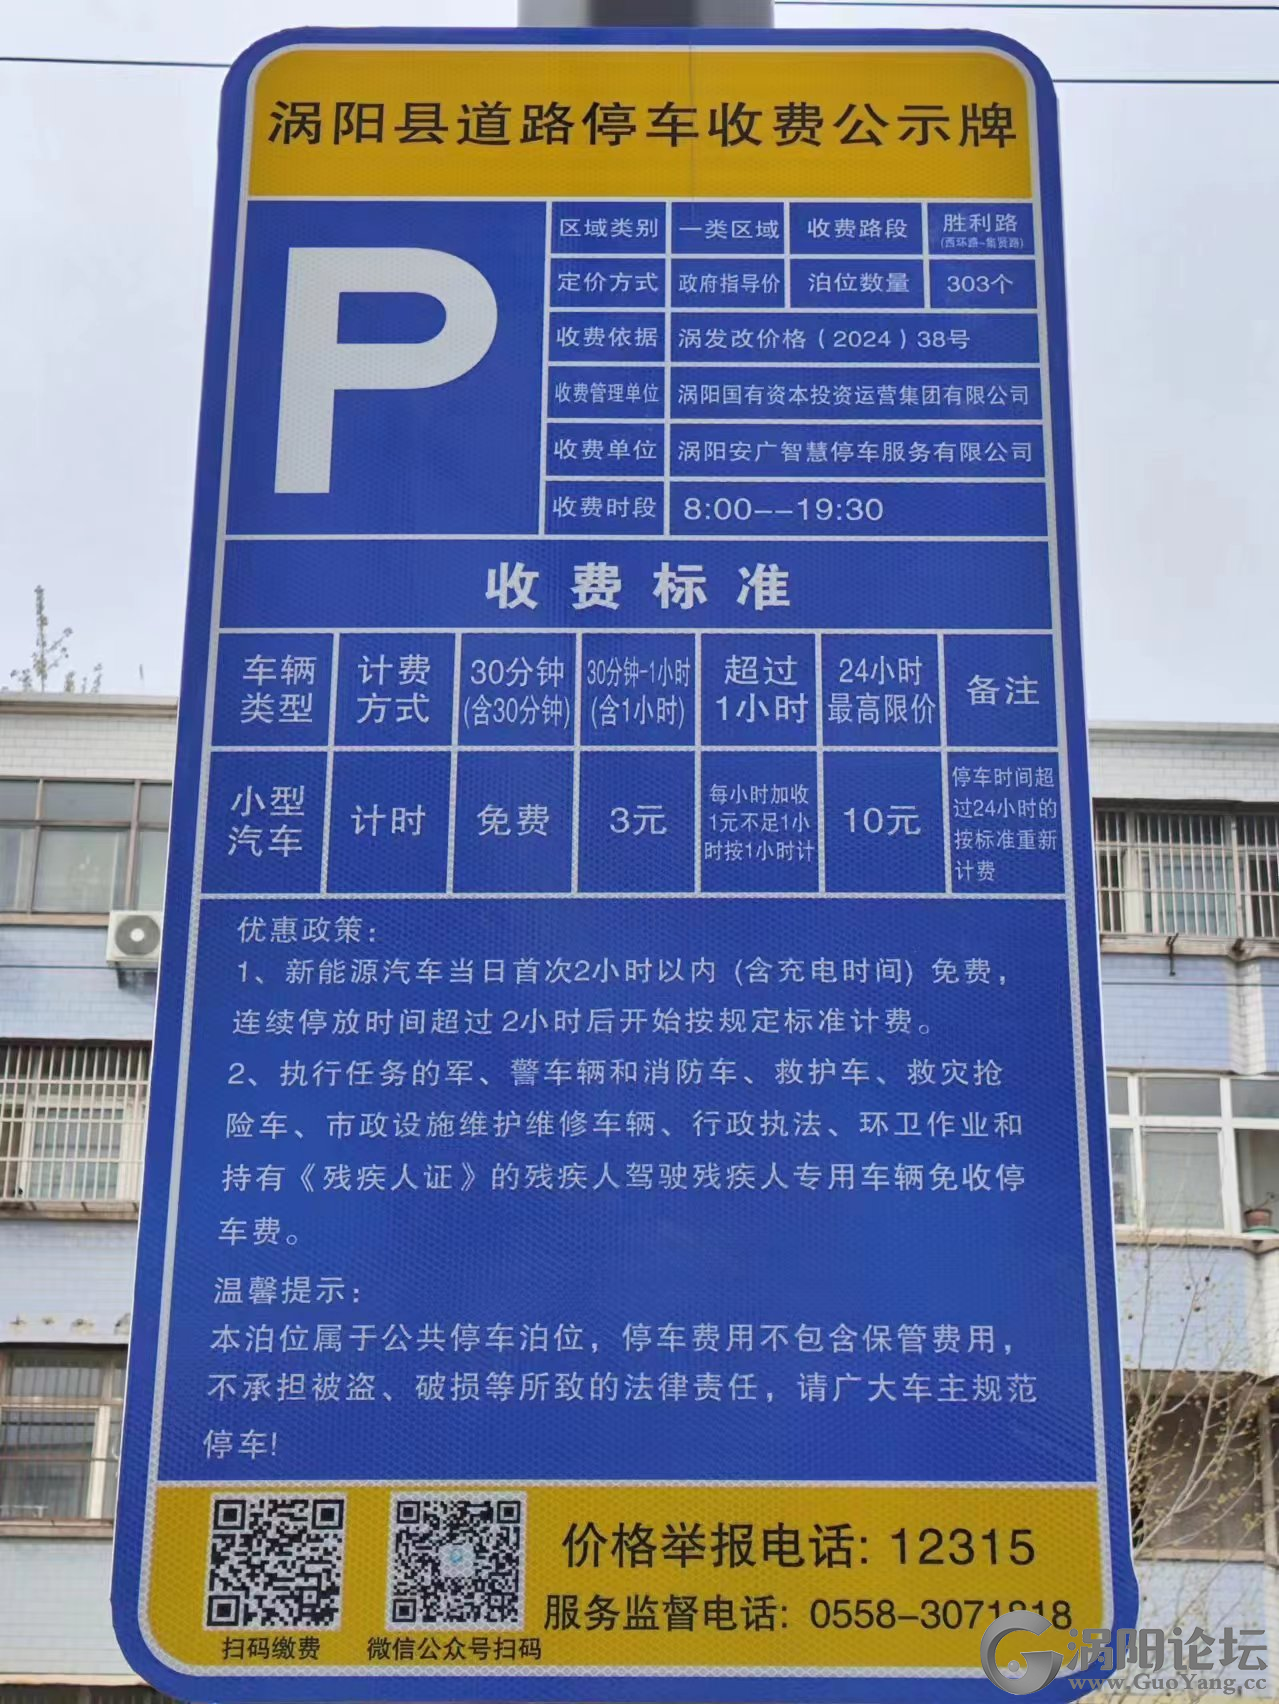 涡阳县道路停车收费公示牌
P
区域类别 一类区域 收费路段 胜利路
(西环路-集贤路)
定价方式 政府指导价 泊位数量 303个
收费依据 涡发改价格（2024）38号
收费管理单位 涡阳国有资本投资运营集团有限公司
收费单位 涡阳安广智慧停车服务有限公司
收费时段 8:00--19:30
收费标准
车辆类型 计费方式 30分钟(含30分钟) 30分钟-1小时(含1小时) 超过1小时 24小时最高限价 备注
小型汽车 计时 免费 3元 每小时加收1元不足1小时按1小时计 10元 停车时间超过24小时的按标准重新计费
优惠政策：
1、新能源汽车当日首次2小时以内 (含充电时间) 免费，
连续停放时间超过2小时后开始按规定标准计费。
2、执行任务的军、警车辆和消防车、救护车、救灾抢
险车、市政设施维护维修车辆、行政执法、环卫作业和
持有《残疾人证》的残疾人驾驶残疾人专用车辆免收停
车费。
温馨提示：
本泊位属于公共停车泊位，停车费用不包含保管费用，
不承担被盗、破损等所致的法律责任，请广大车主规范
停车!
价格举报电话: 12315
服务监督电话: 0558-3071818
扫码缴费 微信公众号扫码
涡阳论坛
www.GuoYang.cc